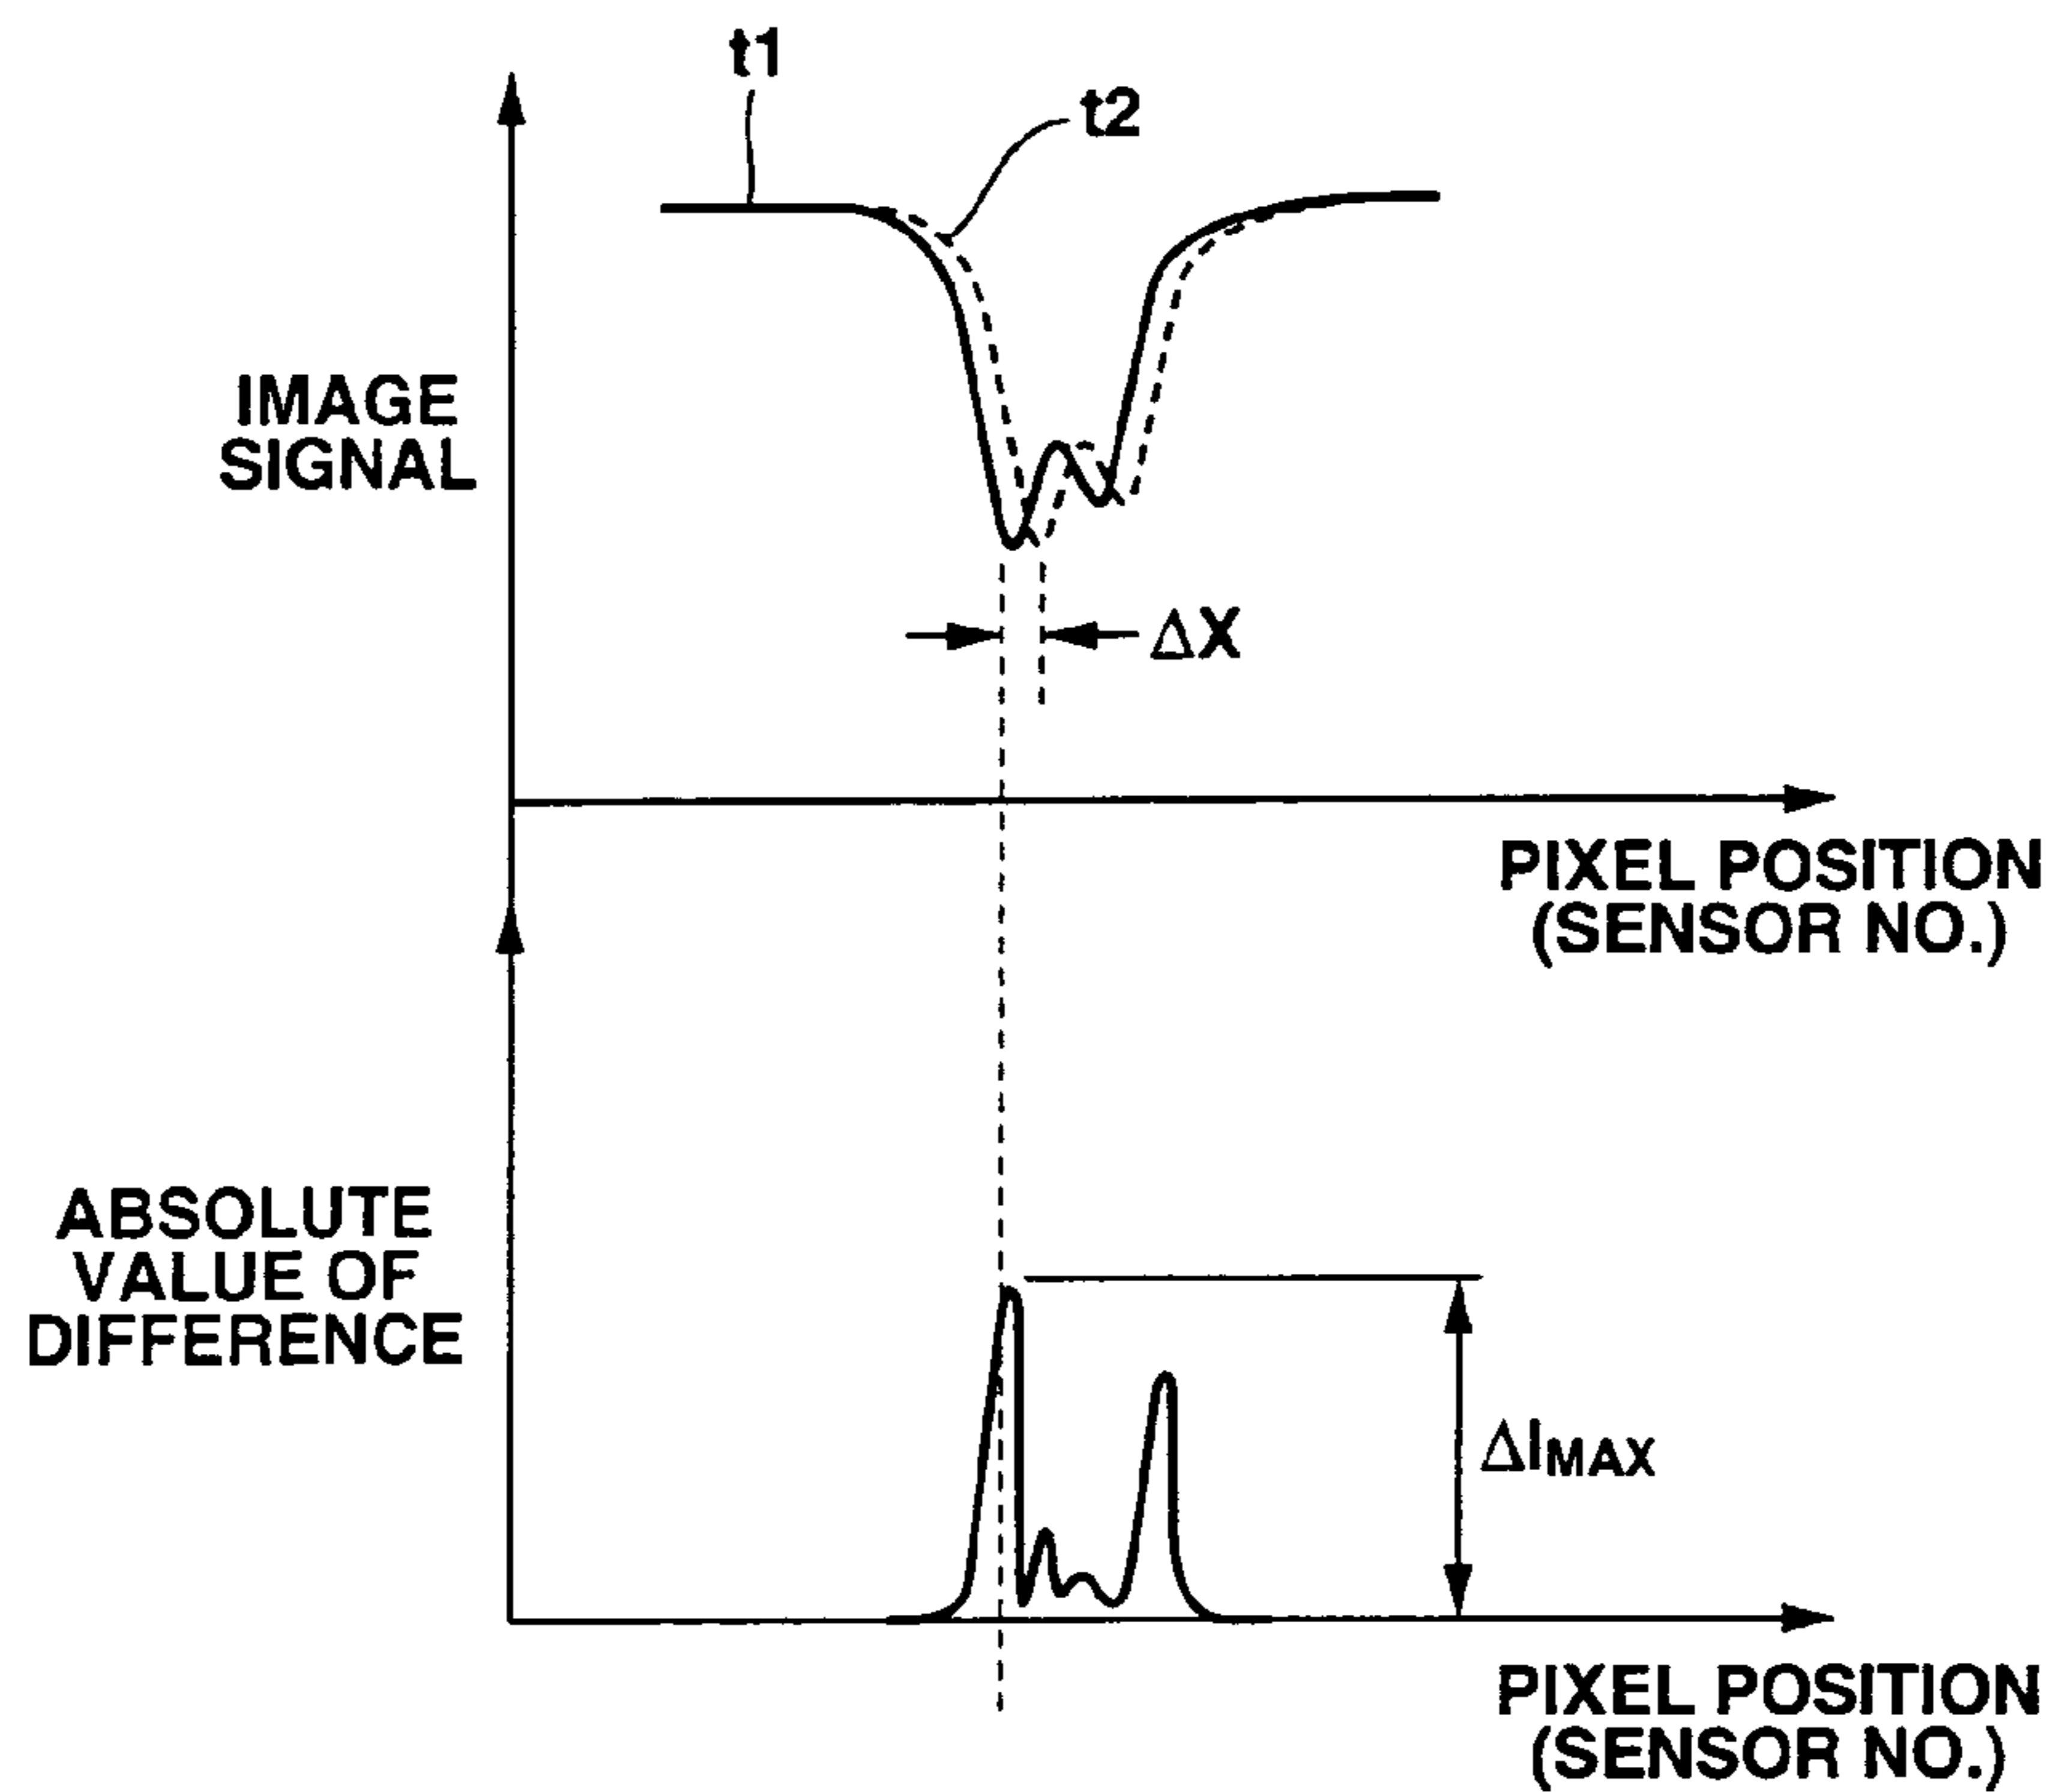 t1
t2
IMAGE
SIGNAL
ΔX
PIXEL POSITION
(SENSOR NO.)
ABSOLUTE
VALUE OF
DIFFERENCE
ΔIMAX
PIXEL POSITION
(SENSOR NO.)